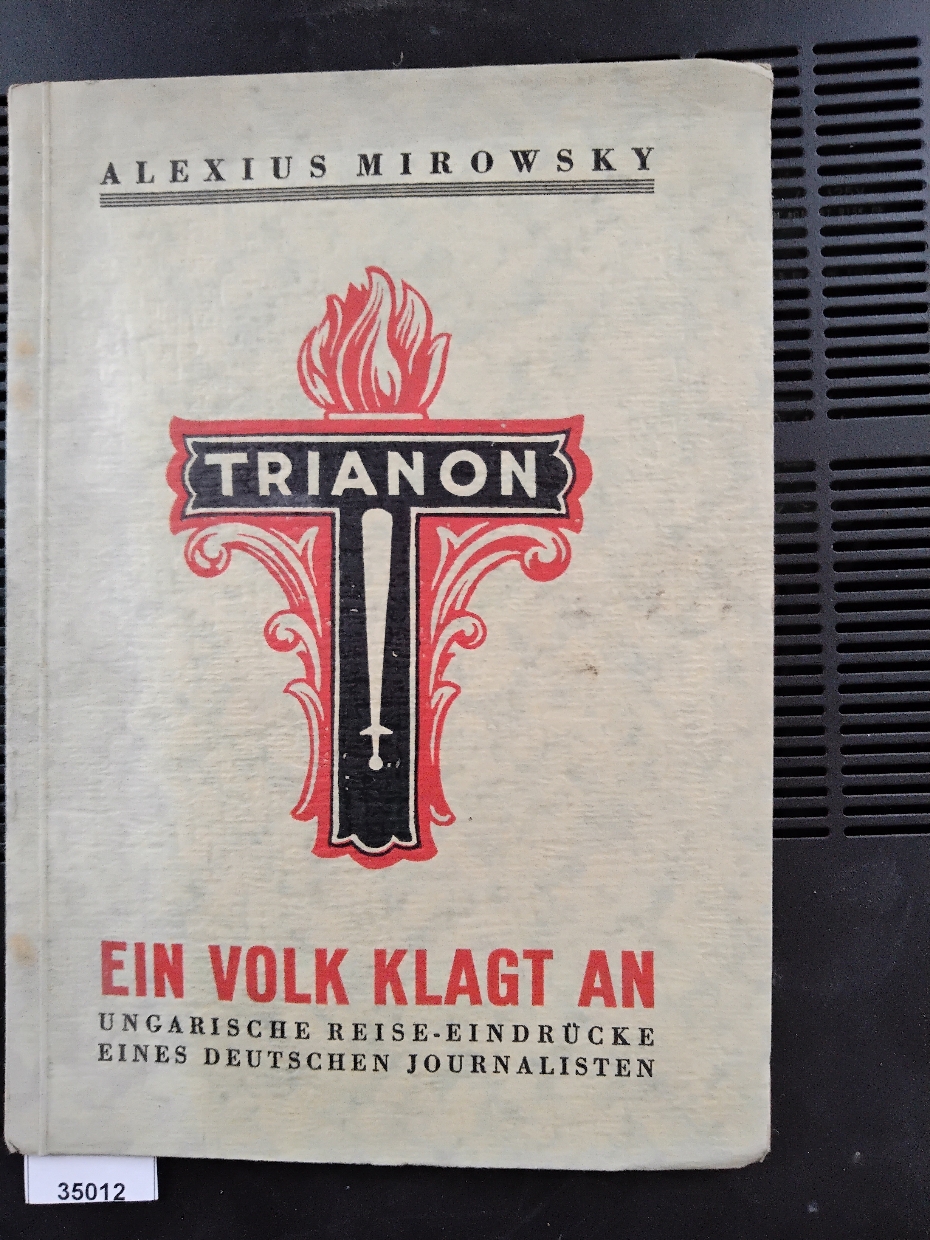 ALEXIUS MIROWSKY
TRIANON
EIN VOLK KLAGT AN
UNGARISCHE REISE-EINDRÜCKE
EINES DEUTSCHEN JOURNALISTEN
35012